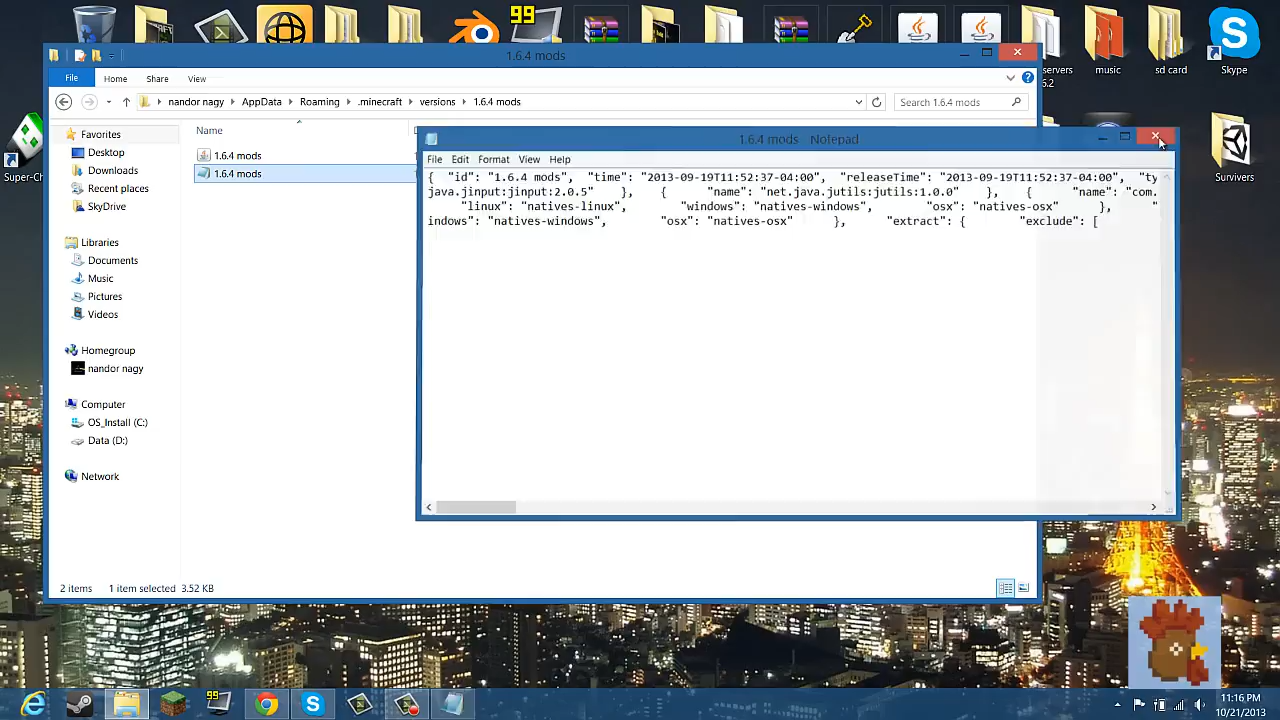 99
servers
6.2
music
sd card
Skype
Super-Ch
Survivers
1.6.4 mods
File Home Share View
nandor nagy AppData Roaming .minecraft versions 1.6.4 mods
Search 1.6.4 mods
Favorites
Desktop
Downloads
Recent places
SkyDrive
Libraries
Documents
Music
Pictures
Videos
Homegroup
nandor nagy
Computer
OS_Install (C:)
Data (D:)
Network
Name
1.6.4 mods
1.6.4 mods
2 items 1 item selected 3.52 KB
1.6.4 mods - Notepad
File Edit Format View Help
{ "id": "1.6.4 mods", "time": "2013-09-19T11:52:37-04:00", "releaseTime": "2013-09-19T11:52:37-04:00", "ty
java.jinput:jinput:2.0.5" }, { "name": "net.java.jutils:jutils:1.0.0" }, { "name": "com.
"linux": "natives-linux", "windows": "natives-windows", "osx": "natives-osx" }, "
indows": "natives-windows", "osx": "natives-osx" }, "extract": { "exclude": [
99
11:16 PM
10/21/2013